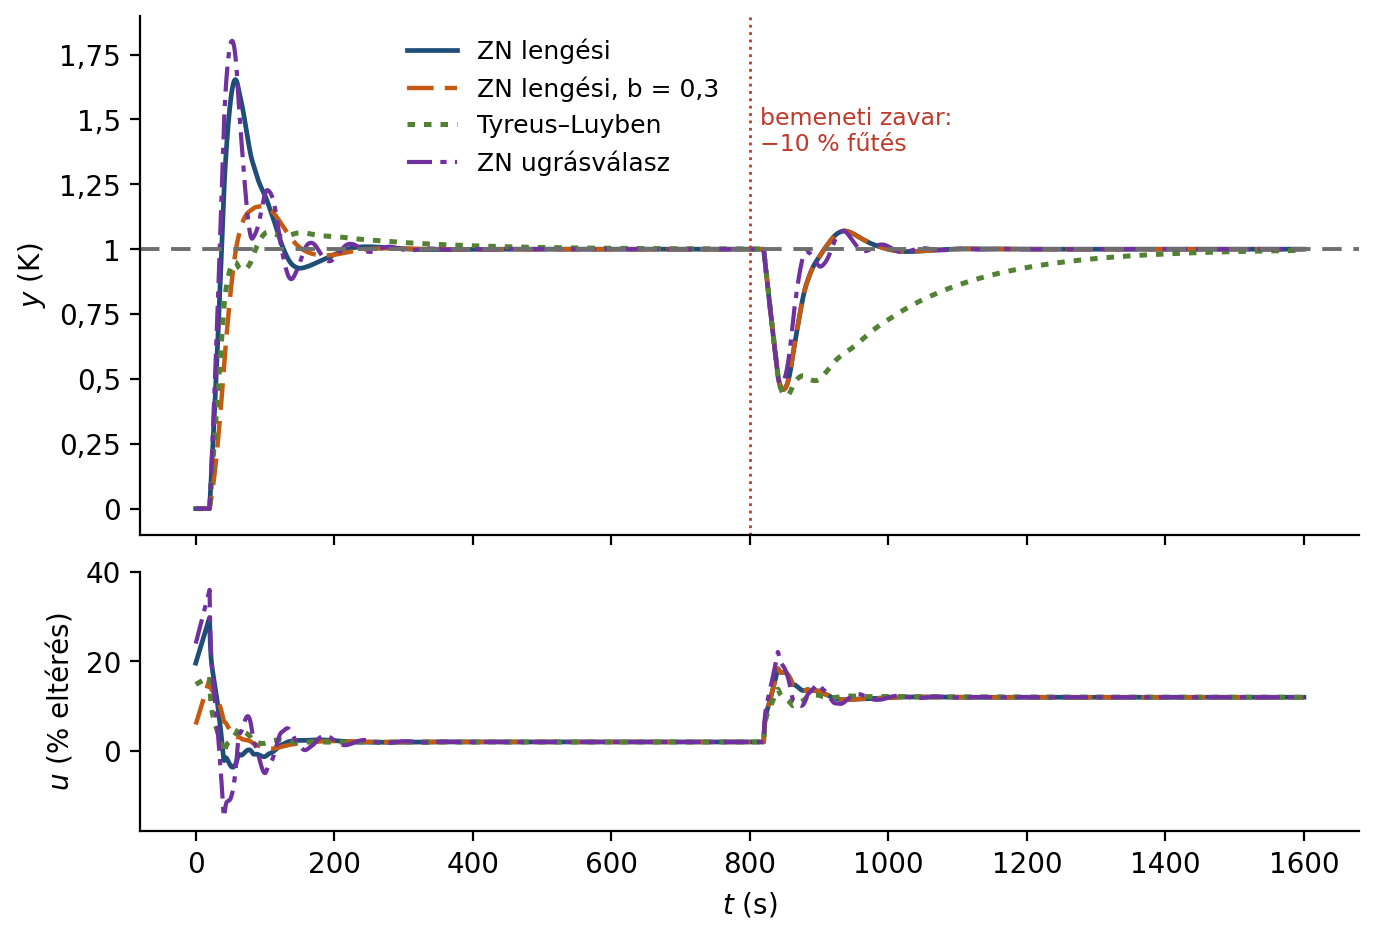 1,75
1,5
1,25
1
0,75
0,5
0,25
0
y (K)
ZN lengési
ZN lengési, b = 0,3
Tyreus–Luyben
ZN ugrásválasz
bemeneti zavar:
−10 % fűtés
40
20
0
u (% eltérés)
0 200 400 600 800 1000 1200 1400 1600
t (s)